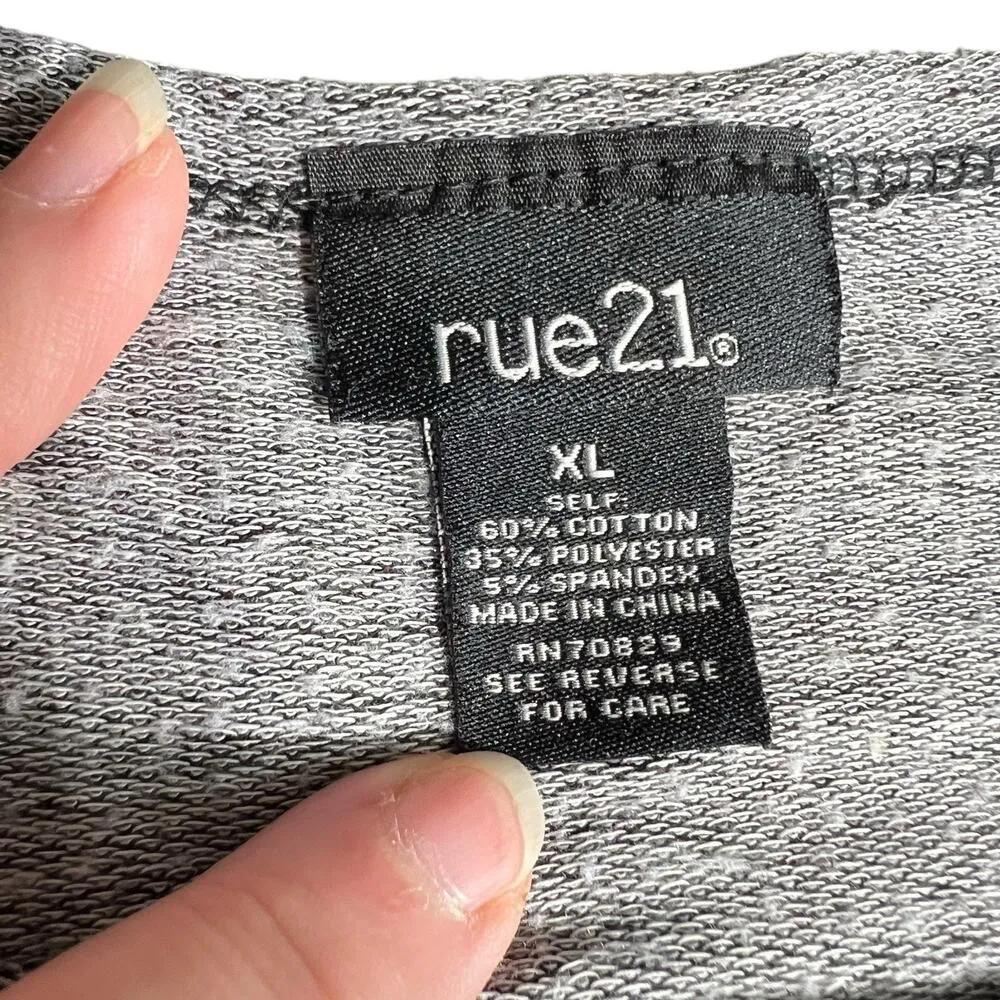 rue21®
XL
SELF:
60% COTTON
35% POLYESTER
5% SPANDEX
MADE IN CHINA
RN70829
SEE REVERSE
FOR CARE